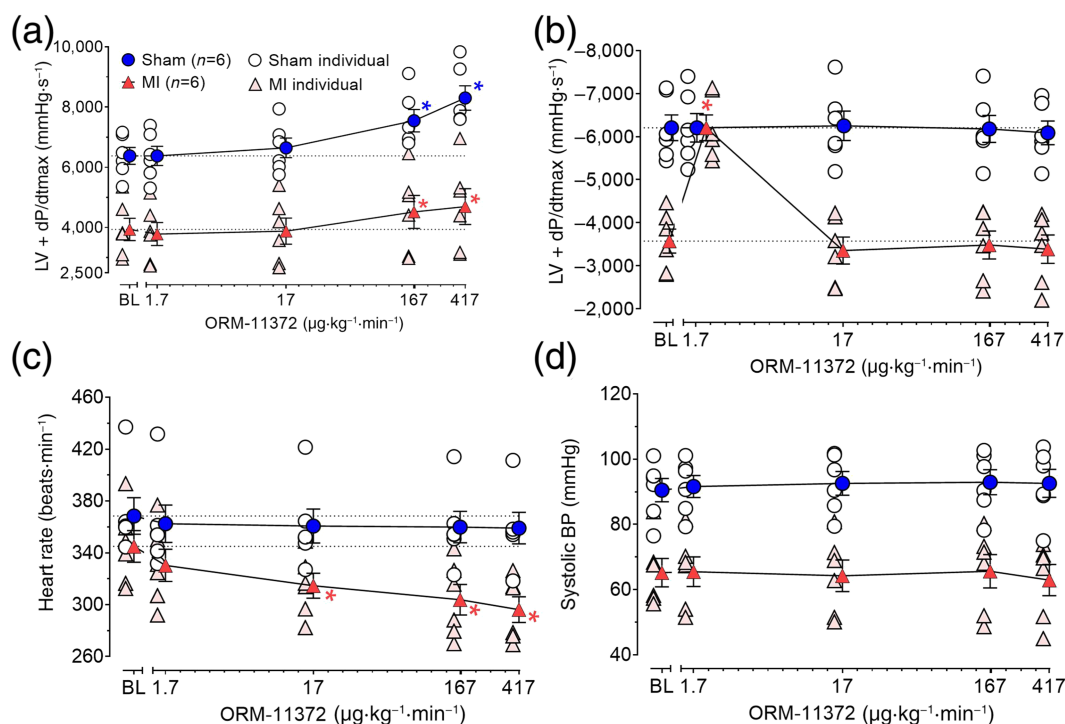 (a)
LV + dP/dtmax (mmHg·s⁻¹)
10,000
8,000
6,000
4,000
2,500
Sham (n=6)
Sham individual
MI (n=6)
MI individual
*
*
*
*
BL 1.7 17 167 417
ORM-11372 (µg·kg⁻¹·min⁻¹)
(b)
LV + dP/dtmax (mmHg·s⁻¹)
–8,000
–7,000
–6,000
–5,000
–4,000
–3,000
–2,000
*
BL 1.7 17 167 417
ORM-11372 (µg·kg⁻¹·min⁻¹)
(c)
Heart rate (beats·min⁻¹)
460
420
380
340
300
260
*
*
*
BL 1.7 17 167 417
ORM-11372 (µg·kg⁻¹·min⁻¹)
(d)
Systolic BP (mmHg)
120
100
80
60
40
BL 1.7 17 167 417
ORM-11372 (µg·kg⁻¹·min⁻¹)